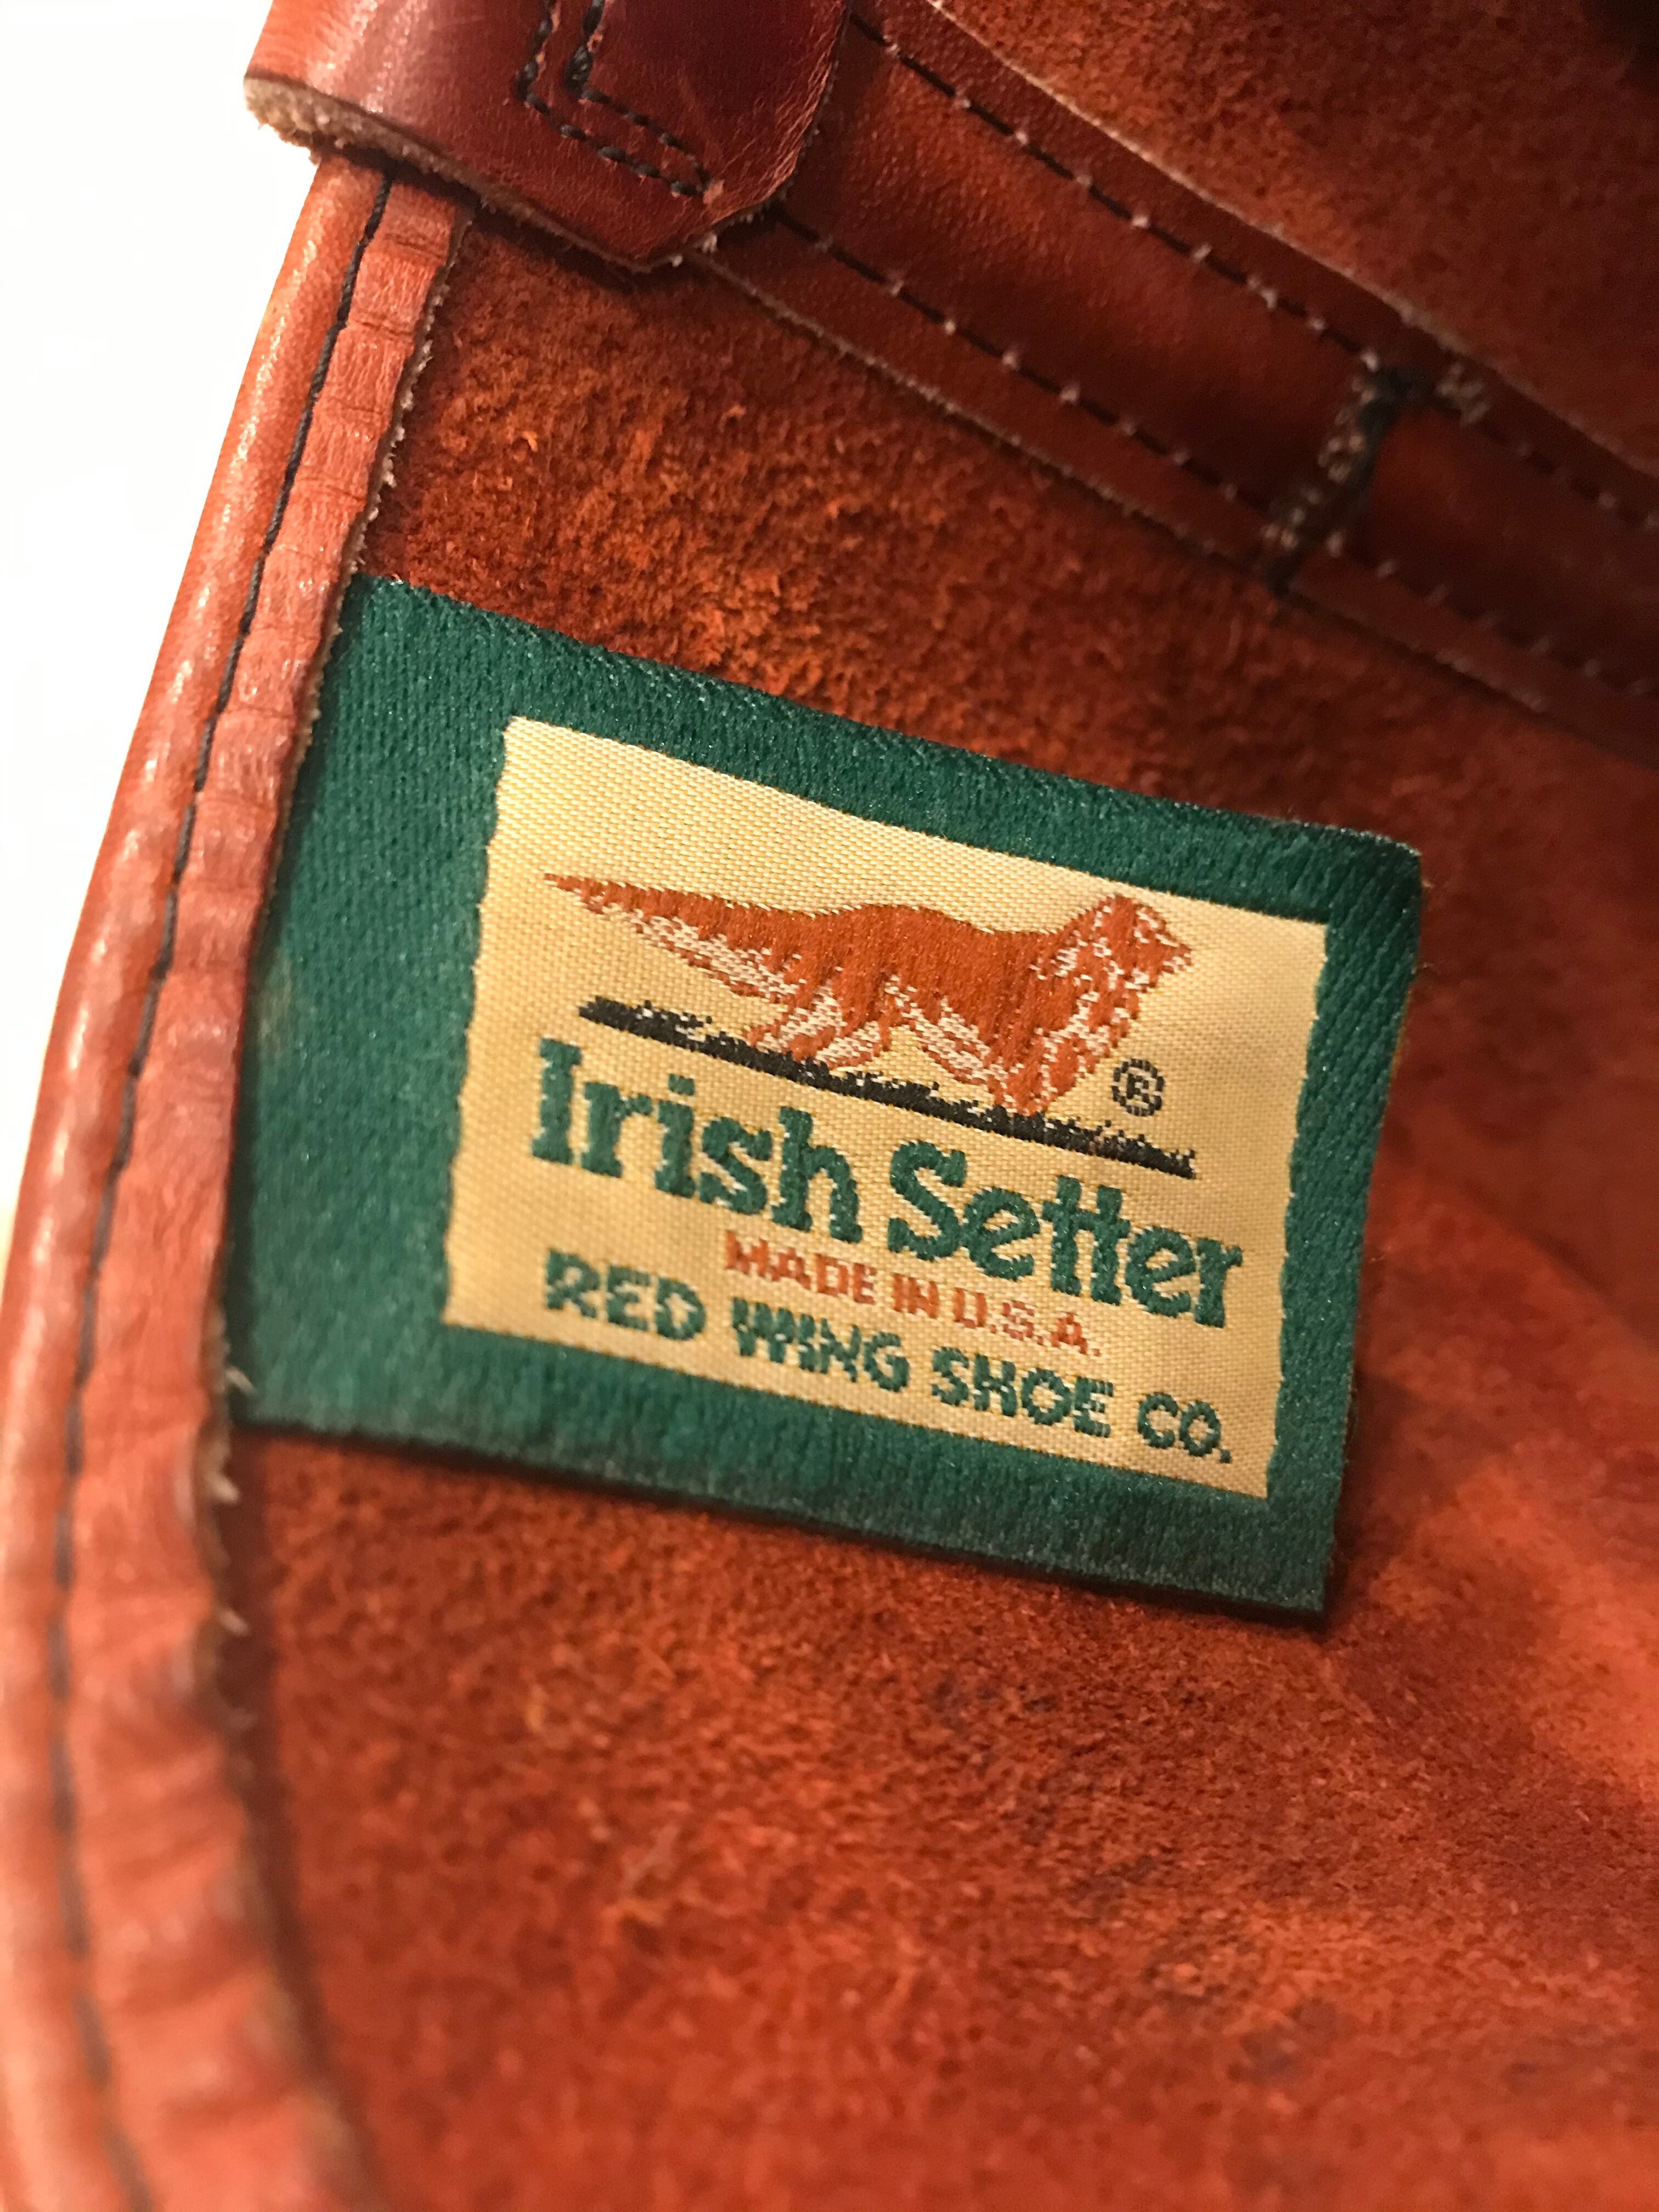 ®
Irish Setter
MADE IN U.S.A.
RED WING SHOE CO.